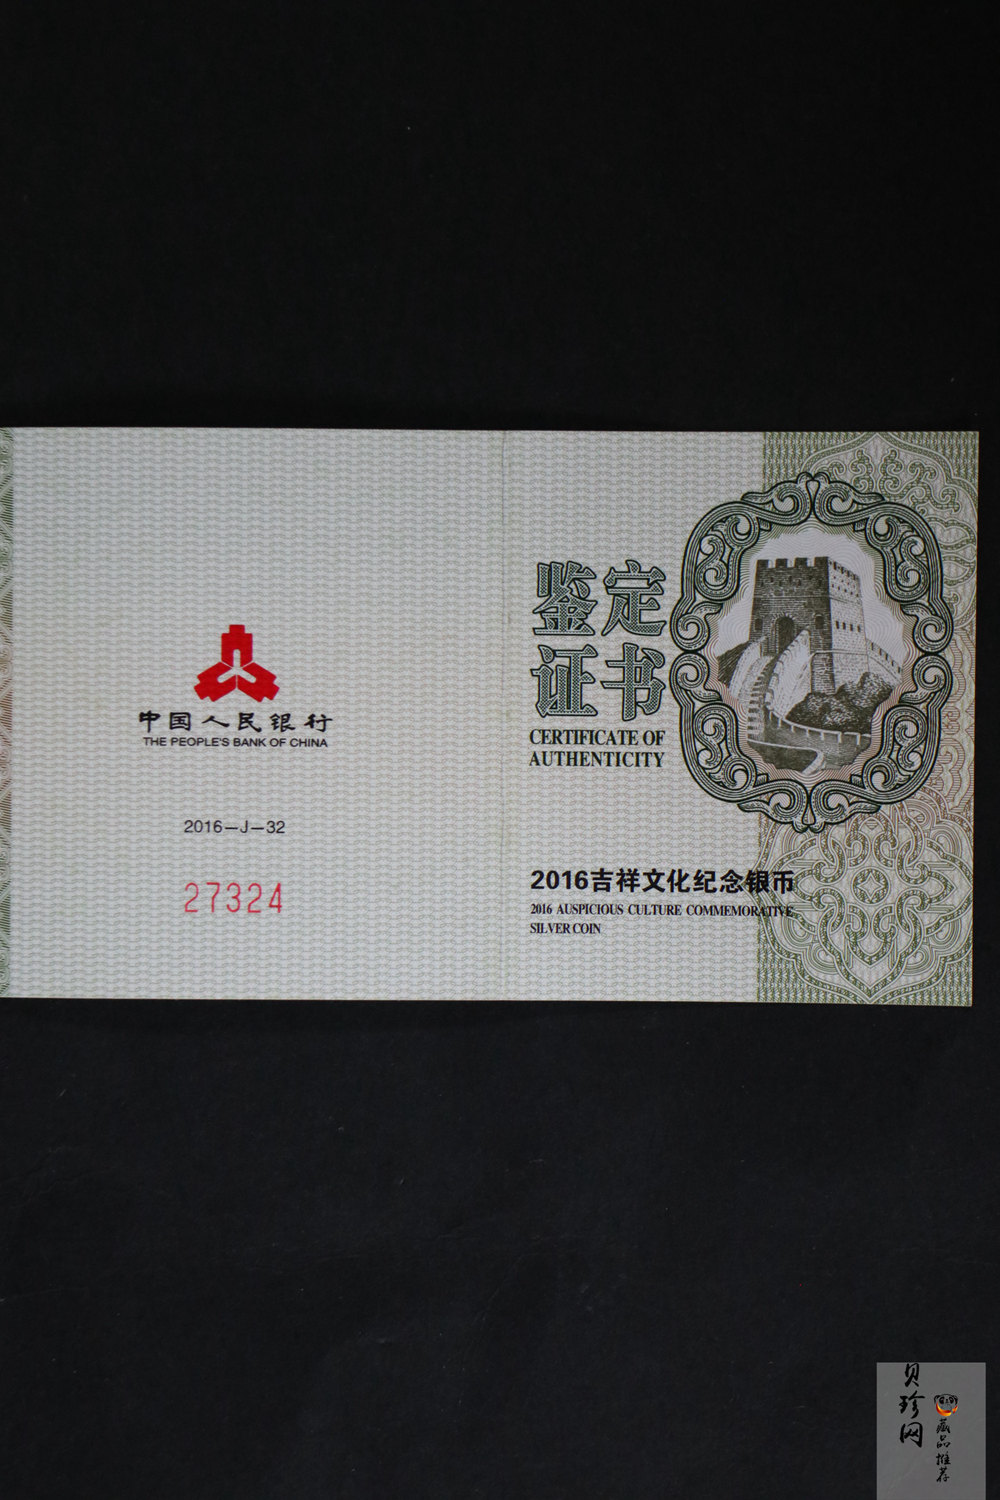 中国人民银行
THE PEOPLE'S BANK OF CHINA
2016—J—32
27324
鉴定
证书
CERTIFICATE OF
AUTHENTICITY
2016吉祥文化纪念银币
2016 AUSPICIOUS CULTURE COMMEMORATIVE
SILVER COIN
贝珍网
藏品推荐